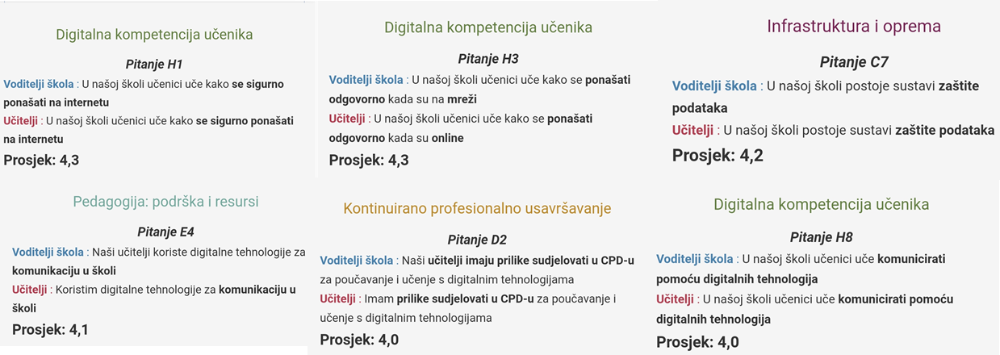 Digitalna kompetencija učenika
Pitanje H1
Voditelji škola : U našoj školi učenici uče kako se sigurno
ponašati na internetu
Učitelji : U našoj školi učenici uče kako se sigurno ponašati
na internetu
Prosjek: 4,3
Digitalna kompetencija učenika
Pitanje H3
Voditelji škola : U našoj školi učenici uče kako se ponašati
odgovorno kada su na mreži
Učitelji : U našoj školi učenici uče kako se ponašati
odgovorno kada su online
Prosjek: 4,3
Infrastruktura i oprema
Pitanje C7
Voditelji škola : U našoj školi postoje sustavi zaštite
podataka
Učitelji : U našoj školi postoje sustavi zaštite podataka
Prosjek: 4,2
Pedagogija: podrška i resursi
Pitanje E4
Voditelji škola : Naši učitelji koriste digitalne tehnologije za
komunikaciju u školi
Učitelji : Koristim digitalne tehnologije za komunikaciju u
školi
Prosjek: 4,1
Kontinuirano profesionalno usavršavanje
Pitanje D2
Voditelji škola : Naši učitelji imaju prilike sudjelovati u CPD-u
za poučavanje i učenje s digitalnim tehnologijama
Učitelji : Imam prilike sudjelovati u CPD-u za poučavanje i
učenje s digitalnim tehnologijama
Prosjek: 4,0
Digitalna kompetencija učenika
Pitanje H8
Voditelji škola : U našoj školi učenici uče komunicirati
pomoću digitalnih tehnologija
Učitelji : U našoj školi učenici uče komunicirati pomoću
digitalnih tehnologija
Prosjek: 4,0